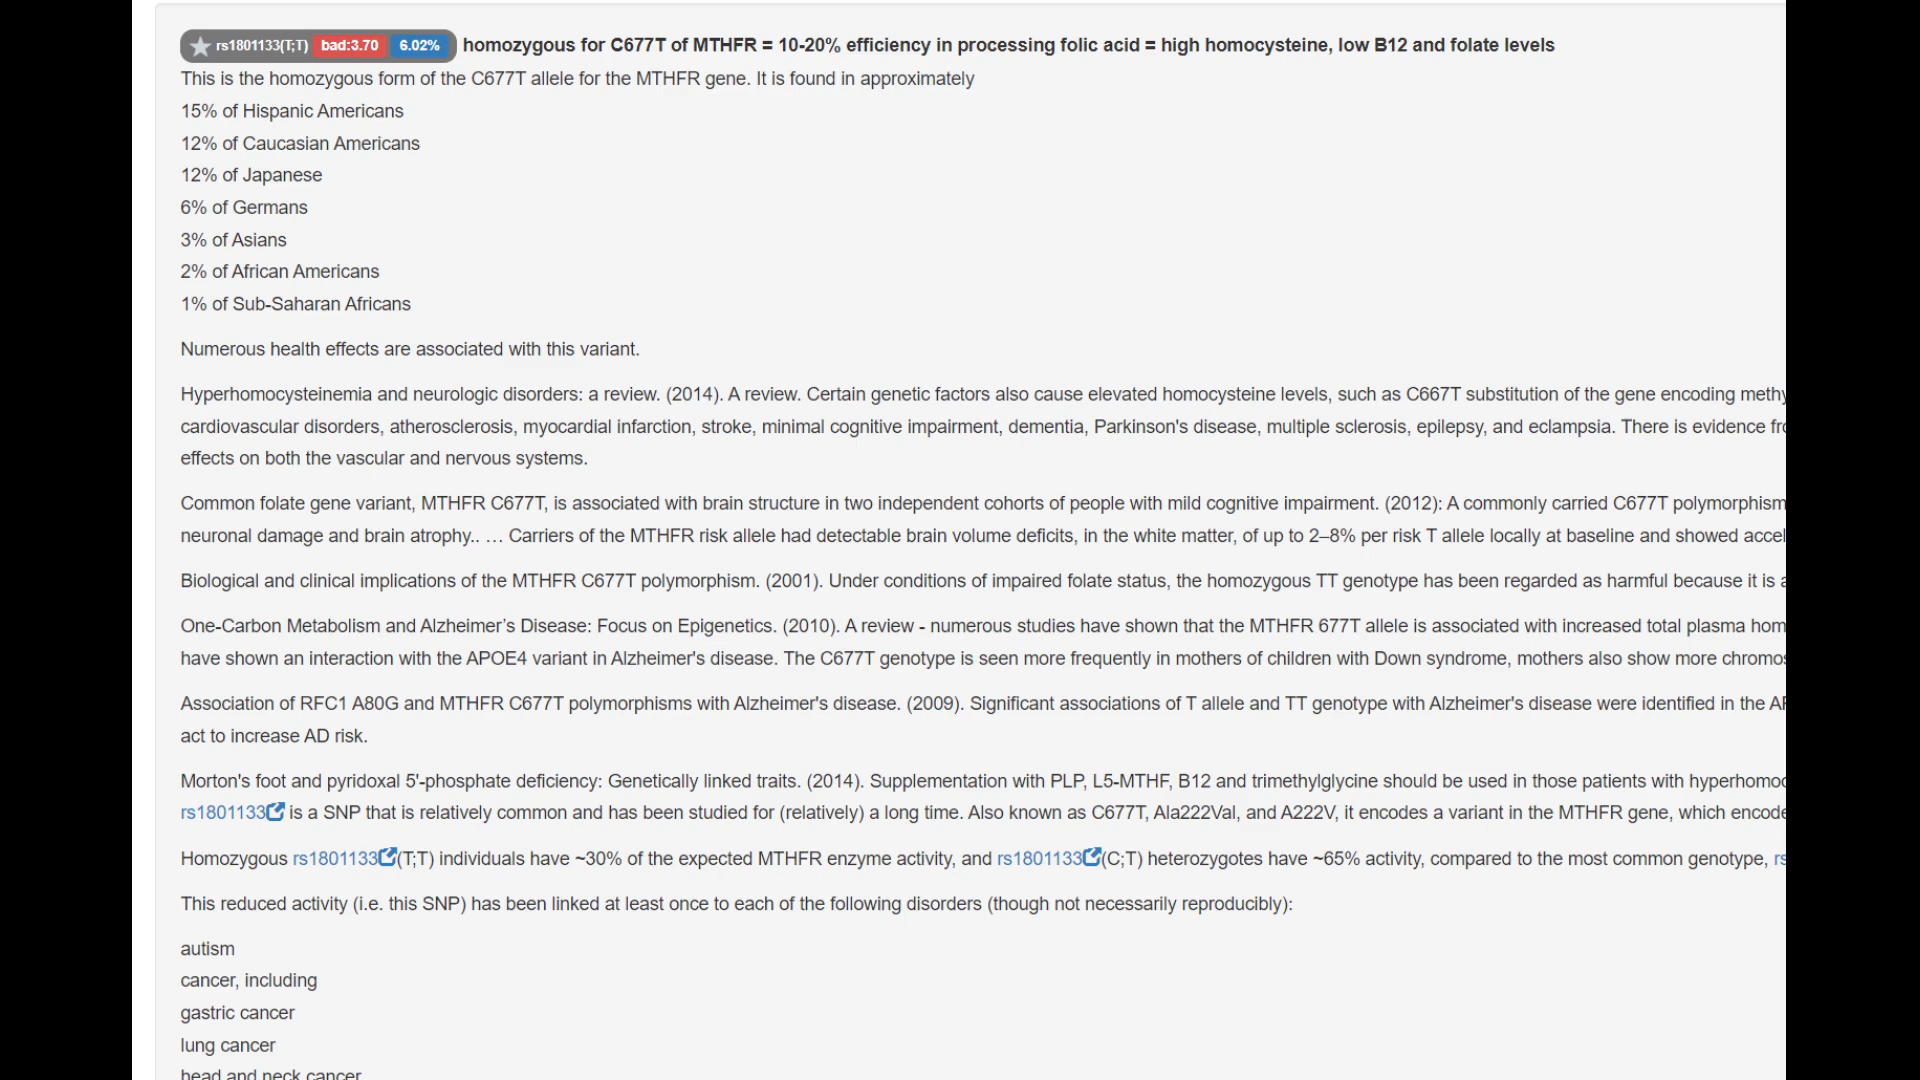 rs1801133(T;T) bad:3.70 6.02% homozygous for C677T of MTHFR = 10-20% efficiency in processing folic acid = high homocysteine, low B12 and folate levels
This is the homozygous form of the C677T allele for the MTHFR gene. It is found in approximately
15% of Hispanic Americans
12% of Caucasian Americans
12% of Japanese
6% of Germans
3% of Asians
2% of African Americans
1% of Sub-Saharan Africans
Numerous health effects are associated with this variant.
Hyperhomocysteinemia and neurologic disorders: a review. (2014). A review. Certain genetic factors also cause elevated homocysteine levels, such as C667T substitution of the gene encoding methy
cardiovascular disorders, atherosclerosis, myocardial infarction, stroke, minimal cognitive impairment, dementia, Parkinson's disease, multiple sclerosis, epilepsy, and eclampsia. There is evidence fr
effects on both the vascular and nervous systems.
Common folate gene variant, MTHFR C677T, is associated with brain structure in two independent cohorts of people with mild cognitive impairment. (2012): A commonly carried C677T polymorphism
neuronal damage and brain atrophy.. … Carriers of the MTHFR risk allele had detectable brain volume deficits, in the white matter, of up to 2–8% per risk T allele locally at baseline and showed accel
Biological and clinical implications of the MTHFR C677T polymorphism. (2001). Under conditions of impaired folate status, the homozygous TT genotype has been regarded as harmful because it is a
One-Carbon Metabolism and Alzheimer’s Disease: Focus on Epigenetics. (2010). A review - numerous studies have shown that the MTHFR 677T allele is associated with increased total plasma hom
have shown an interaction with the APOE4 variant in Alzheimer's disease. The C677T genotype is seen more frequently in mothers of children with Down syndrome, mothers also show more chromos
Association of RFC1 A80G and MTHFR C677T polymorphisms with Alzheimer's disease. (2009). Significant associations of T allele and TT genotype with Alzheimer's disease were identified in the AP
act to increase AD risk.
Morton's foot and pyridoxal 5'-phosphate deficiency: Genetically linked traits. (2014). Supplementation with PLP, L5-MTHF, B12 and trimethylglycine should be used in those patients with hyperhomoc
rs1801133 is a SNP that is relatively common and has been studied for (relatively) a long time. Also known as C677T, Ala222Val, and A222V, it encodes a variant in the MTHFR gene, which encode
Homozygous rs1801133(T;T) individuals have ~30% of the expected MTHFR enzyme activity, and rs1801133(C;T) heterozygotes have ~65% activity, compared to the most common genotype, rs
This reduced activity (i.e. this SNP) has been linked at least once to each of the following disorders (though not necessarily reproducibly):
autism
cancer, including
gastric cancer
lung cancer
head and neck cancer